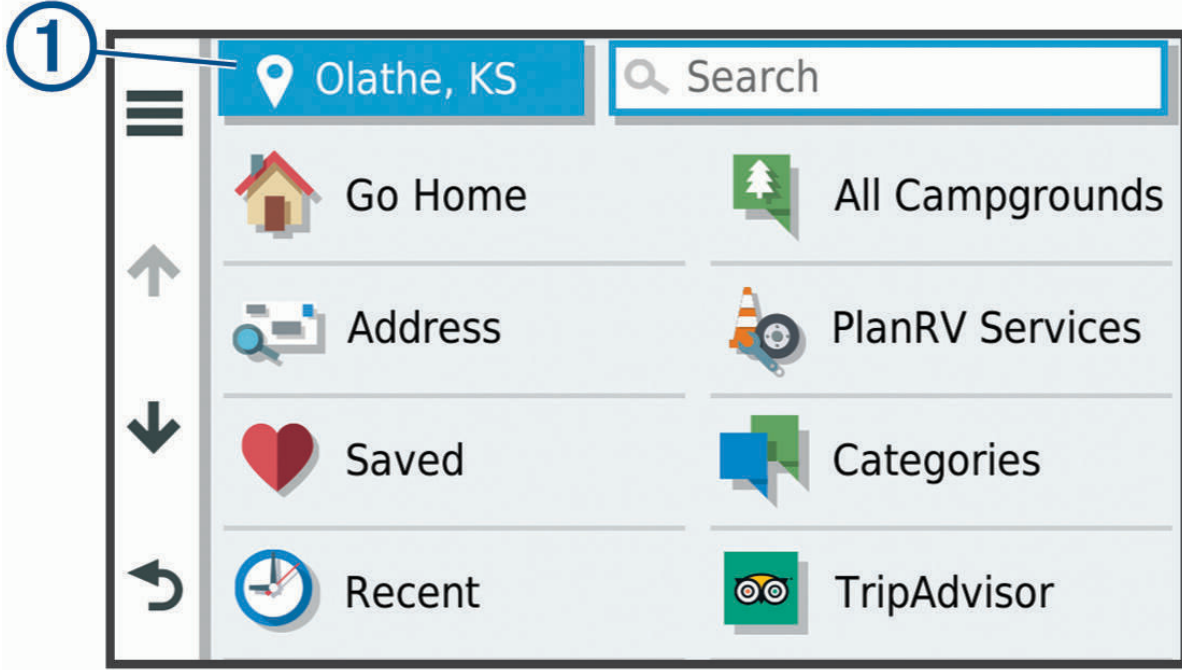 1
Olathe, KS
Search
Go Home
All Campgrounds
Address
PlanRV Services
Saved
Categories
Recent
TripAdvisor